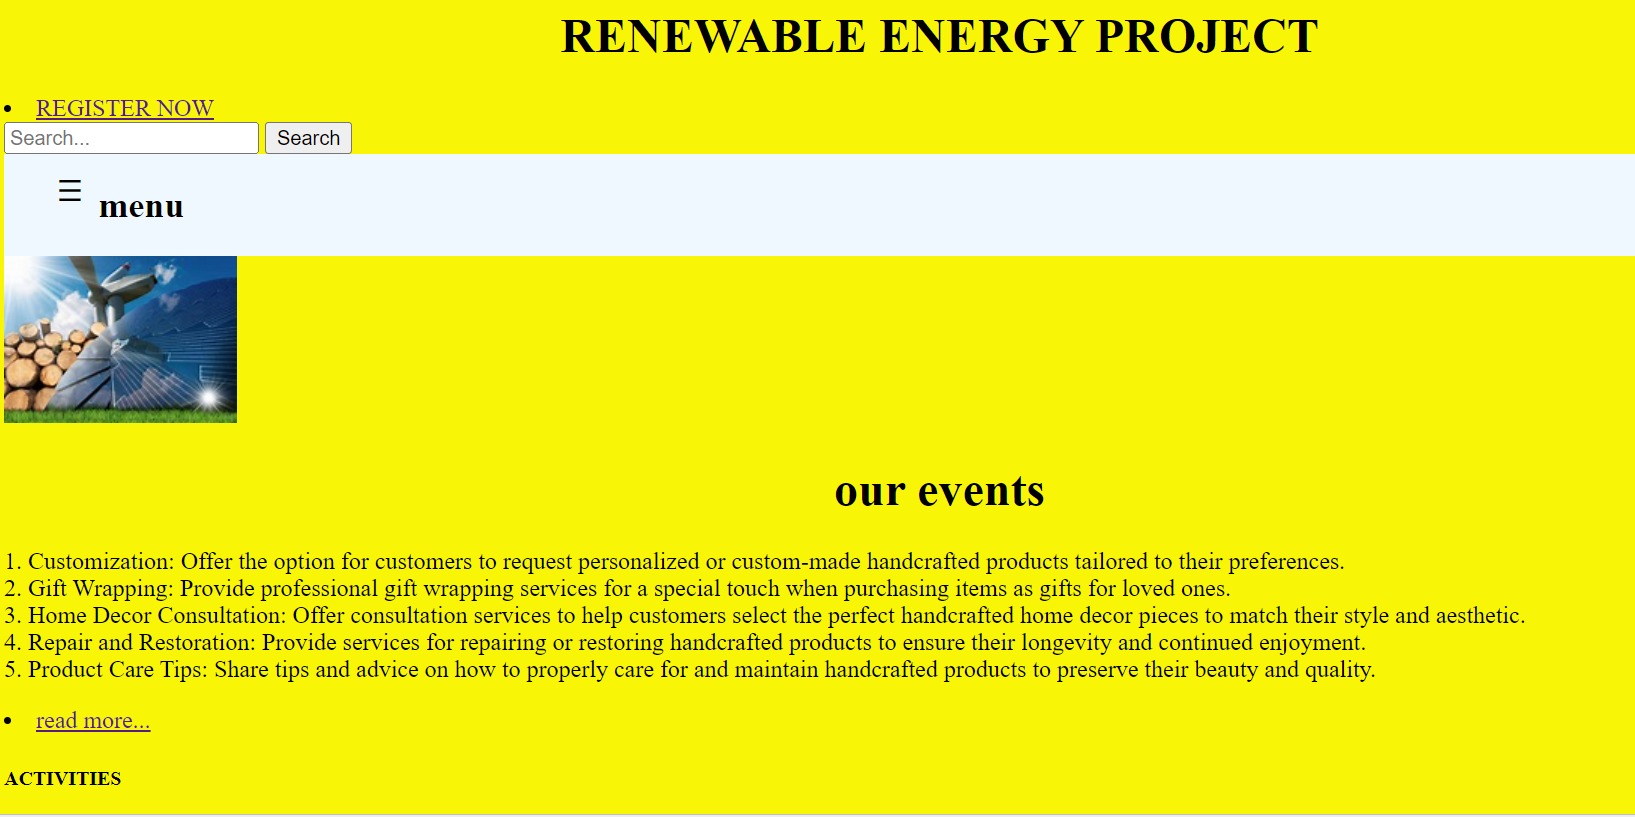 RENEWABLE ENERGY PROJECT
• REGISTER NOW
Search... Search
☰ menu
our events
1. Customization: Offer the option for customers to request personalized or custom-made handcrafted products tailored to their preferences.
2. Gift Wrapping: Provide professional gift wrapping services for a special touch when purchasing items as gifts for loved ones.
3. Home Decor Consultation: Offer consultation services to help customers select the perfect handcrafted home decor pieces to match their style and aesthetic.
4. Repair and Restoration: Provide services for repairing or restoring handcrafted products to ensure their longevity and continued enjoyment.
5. Product Care Tips: Share tips and advice on how to properly care for and maintain handcrafted products to preserve their beauty and quality.
• read more...
ACTIVITIES